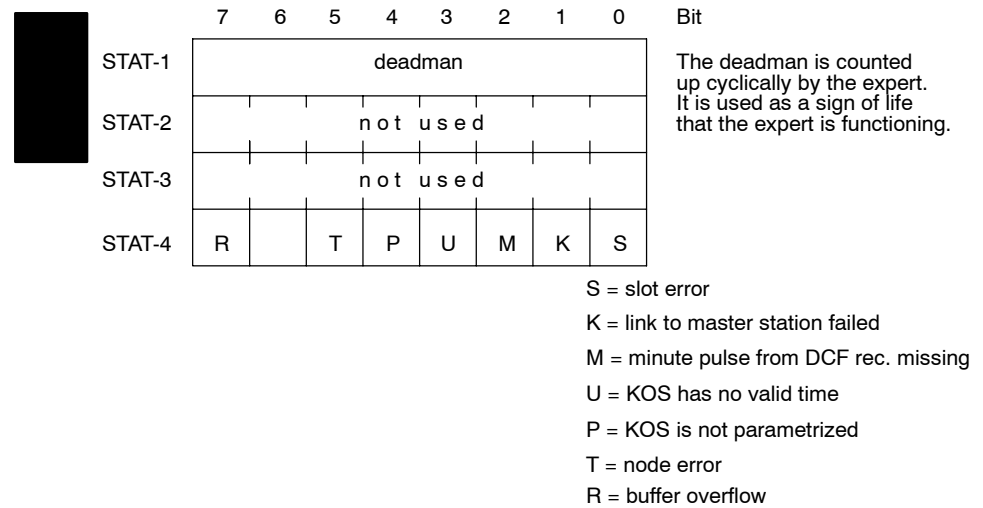 7 6 5 4 3 2 1 0 Bit
STAT-1 deadman
The deadman is counted
up cyclically by the expert.
It is used as a sign of life
that the expert is functioning.
STAT-2 not used
STAT-3 not used
STAT-4 R T P U M K S
S = slot error
K = link to master station failed
M = minute pulse from DCF rec. missing
U = KOS has no valid time
P = KOS is not parametrized
T = node error
R = buffer overflow